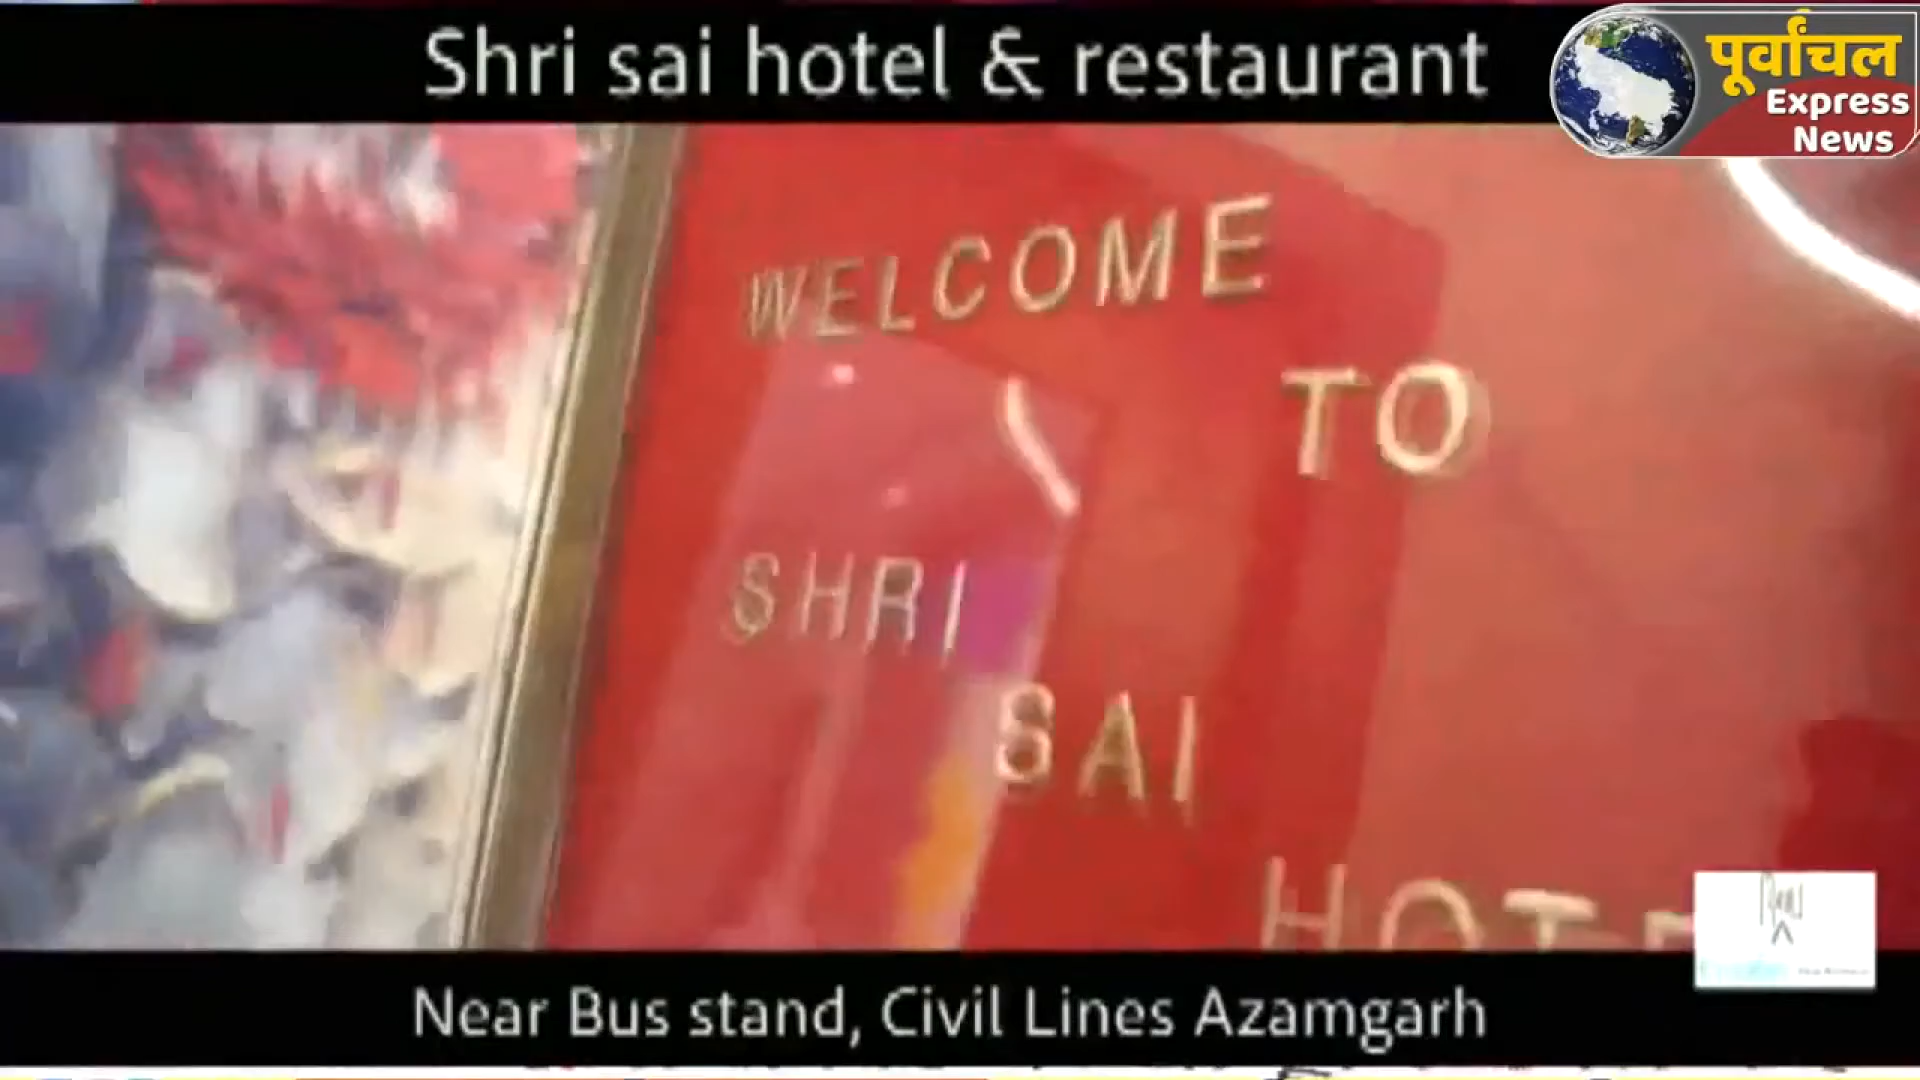 Shri sai hotel & restaurant
पूर्वांचल
Express
News
WELCOME
TO
SHRI
SAI
Near Bus stand, Civil Lines Azamgarh